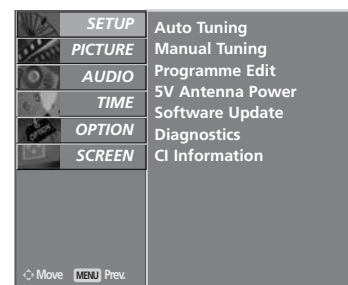 SETUP
PICTURE
AUDIO
TIME
OPTION
SCREEN
Auto Tuning
Manual Tuning
Programme Edit
5V Antenna Power
Software Update
Diagnostics
CI Information
Move MENU Prev.